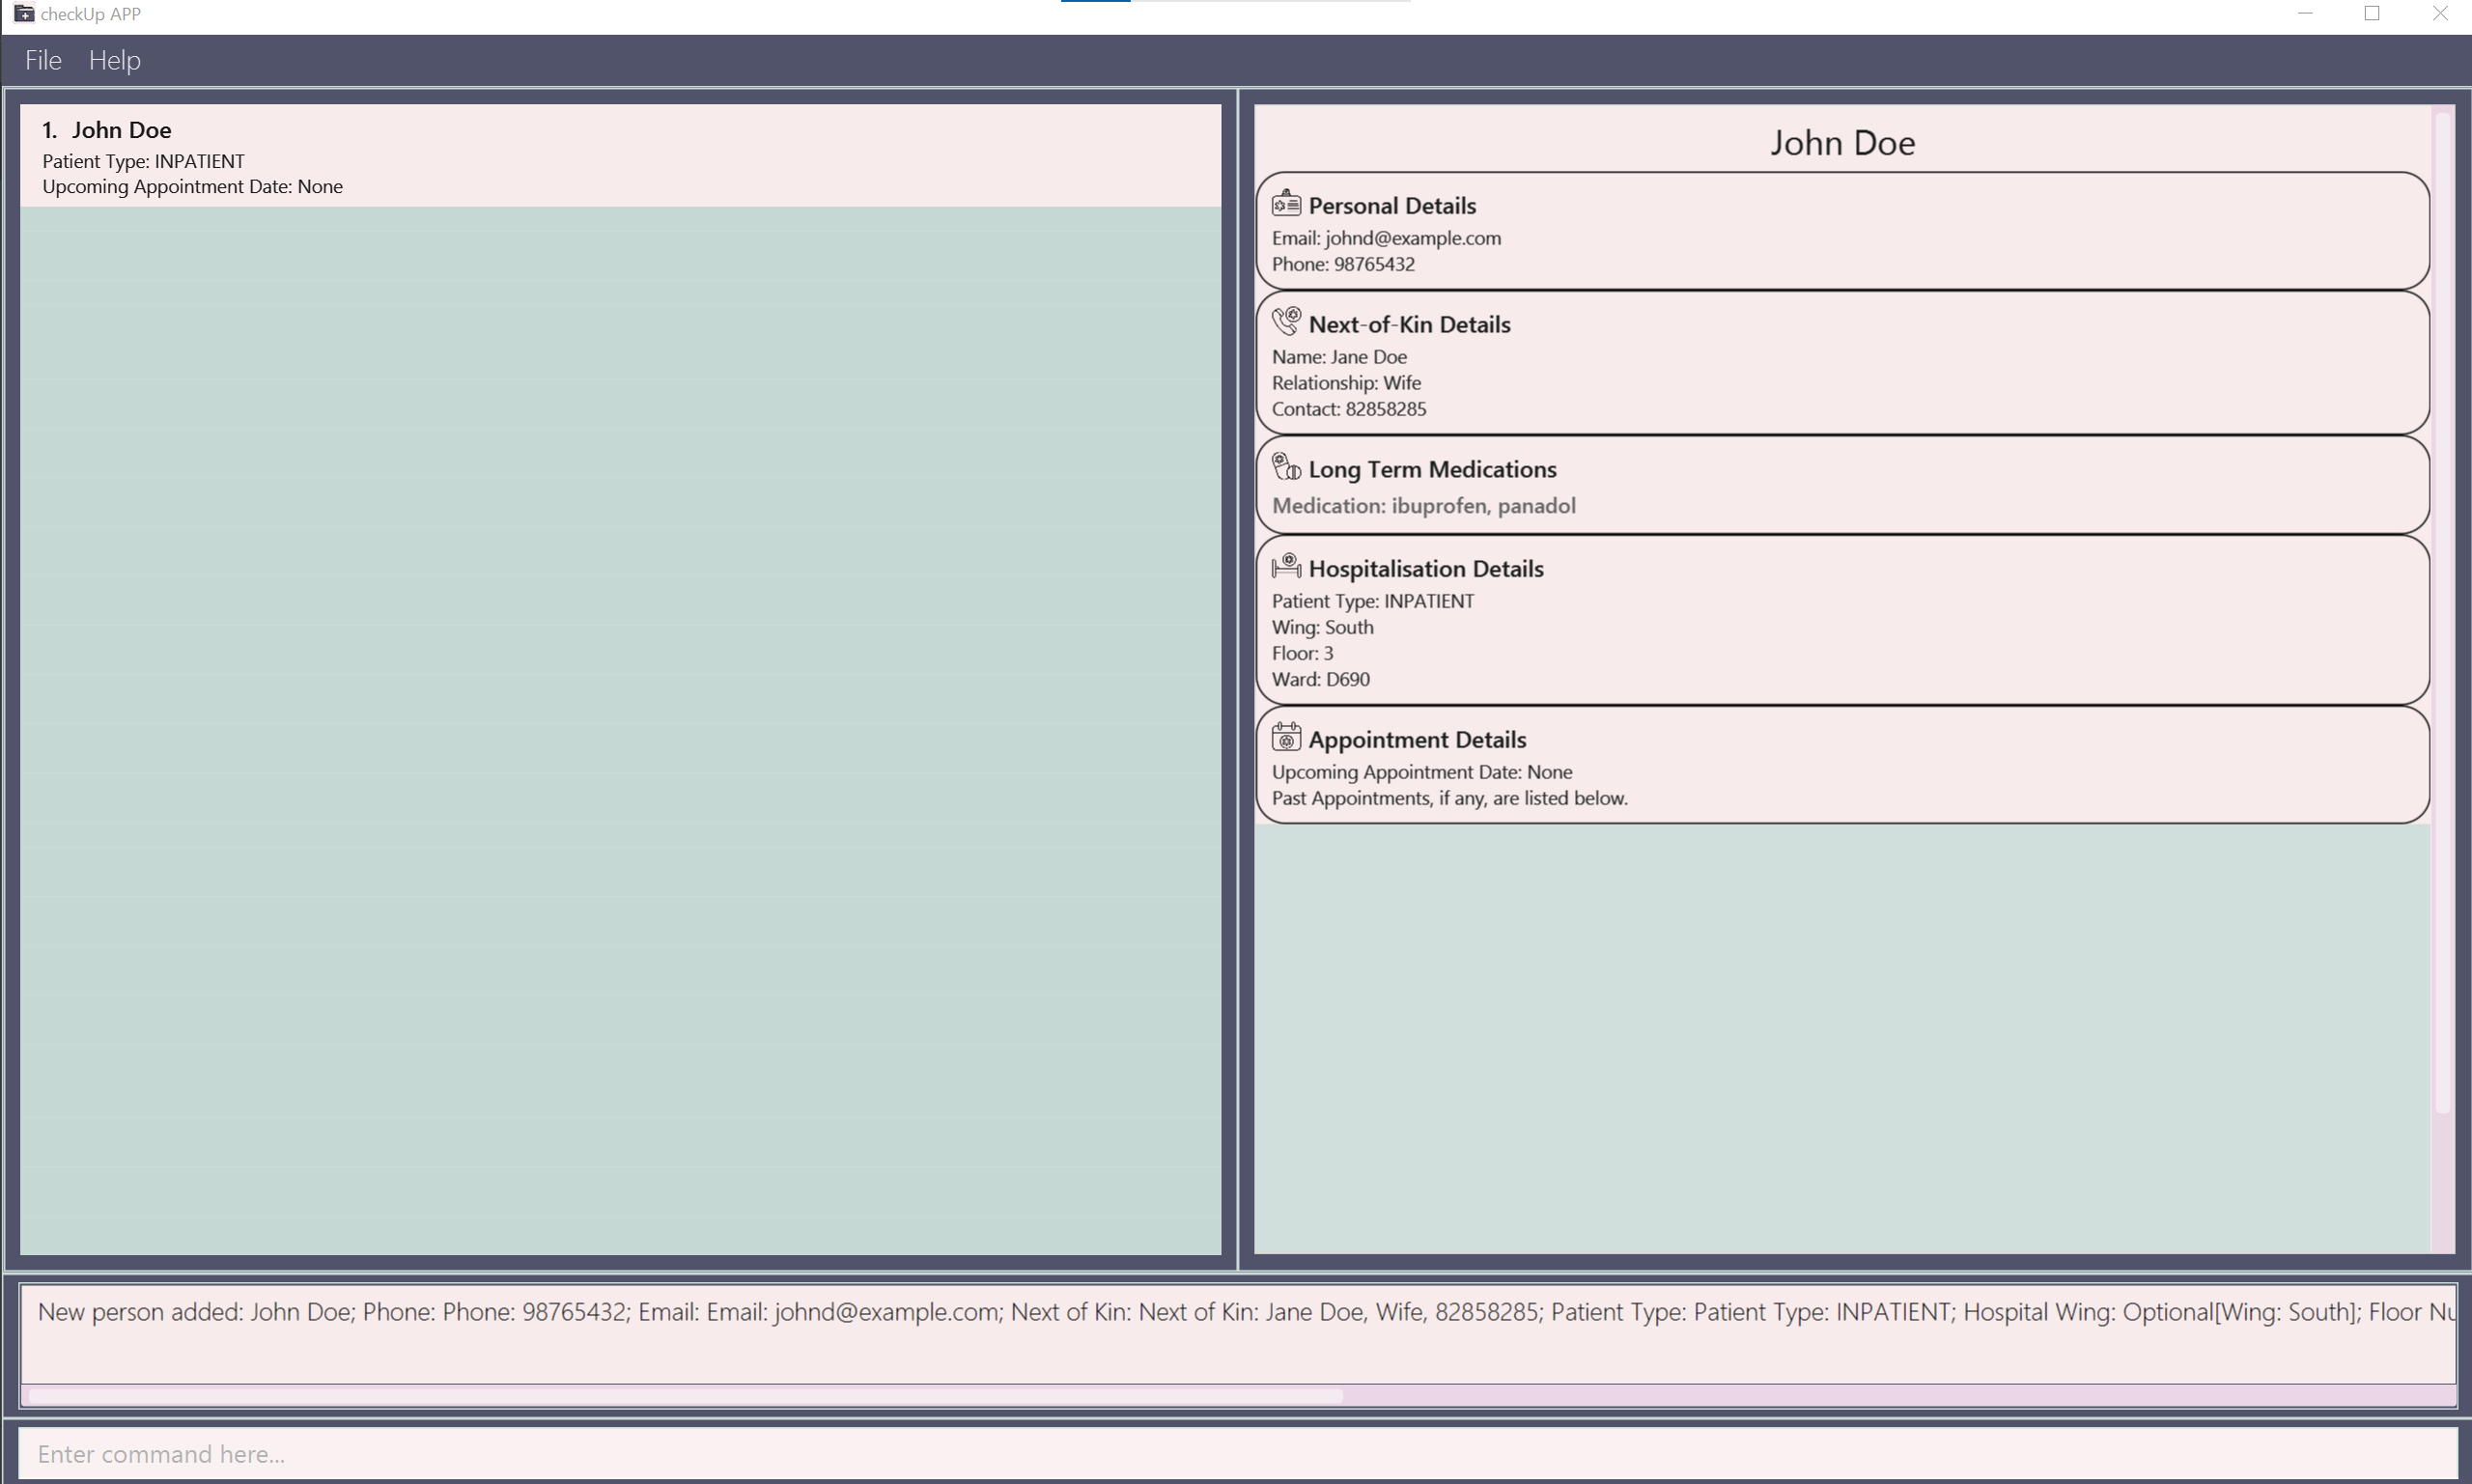 checkUp APP
File Help
1. John Doe
Patient Type: INPATIENT
Upcoming Appointment Date: None
John Doe
Personal Details
Email: johnd@example.com
Phone: 98765432
Next-of-Kin Details
Name: Jane Doe
Relationship: Wife
Contact: 82858285
Long Term Medications
Medication: ibuprofen, panadol
Hospitalisation Details
Patient Type: INPATIENT
Wing: South
Floor: 3
Ward: D690
Appointment Details
Upcoming Appointment Date: None
Past Appointments, if any, are listed below.
New person added: John Doe; Phone: Phone: 98765432; Email: Email: johnd@example.com; Next of Kin: Next of Kin: Jane Doe, Wife, 82858285; Patient Type: Patient Type: INPATIENT; Hospital Wing: Optional[Wing: South]; Floor Nu
Enter command here...